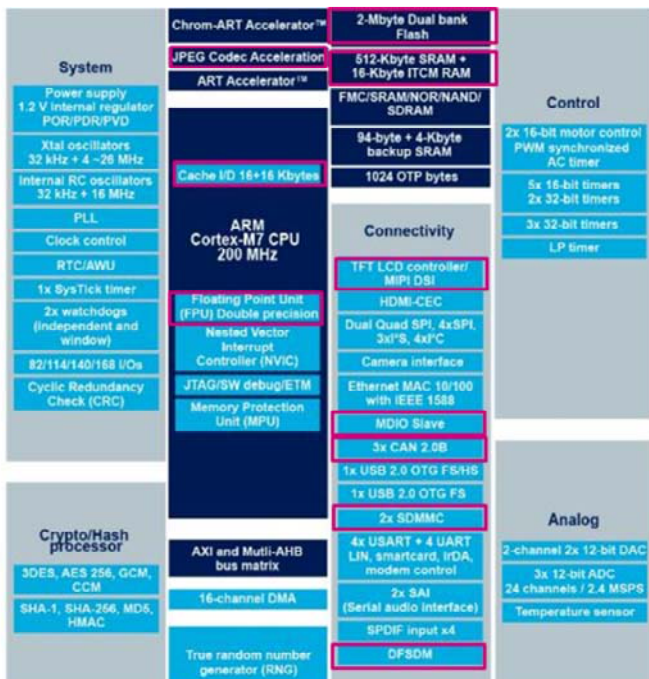 System
Power supply
1.2 V internal regulator
POR/PDR/PVD
Xtal oscillators
32 kHz + 4 ~26 MHz
Internal RC oscillators
32 kHz + 16 MHz
PLL
Clock control
RTC/AWU
1x SysTick timer
2x watchdogs
(independent and
window)
82/114/140/168 I/Os
Cyclic Redundancy
Check (CRC)
Crypto/Hash
processor
3DES, AES 256, GCM,
CCM
SHA-1, SHA-256, MD5,
HMAC
Chrom-ART Accelerator™
JPEG Codec Acceleration
ART Accelerator™
Cache I/D 16+16 Kbytes
ARM
Cortex-M7 CPU
200 MHz
Floating Point Unit
(FPU) Double precision
Nested Vector
Interrupt
Controller (NVIC)
JTAG/SW debug/ETM
Memory Protection
Unit (MPU)
AXI and Mutli-AHB
bus matrix
16-channel DMA
True random number
generator (RNG)
2-Mbyte Dual bank
Flash
512-Kbyte SRAM +
16-Kbyte ITCM RAM
FMC/SRAM/NOR/NAND/
SDRAM
94-byte + 4-Kbyte
backup SRAM
1024 OTP bytes
Connectivity
TFT LCD controller/
MIPI DSI
HDMI-CEC
Dual Quad SPI, 4xSPI,
3xI²S, 4xI²C
Camera interface
Ethernet MAC 10/100
with IEEE 1588
MDIO Slave
3x CAN 2.0B
1x USB 2.0 OTG FS/HS
1x USB 2.0 OTG FS
2x SDMMC
4x USART + 4 UART
LIN, smartcard, IrDA,
modem control
2x SAI
(Serial audio interface)
SPDIF input x4
DFSDM
Control
2x 16-bit motor control
PWM synchronized
AC timer
5x 16-bit timers
2x 32-bit timers
3x 32-bit timers
LP timer
Analog
2-channel 2x 12-bit DAC
3x 12-bit ADC
24 channels / 2.4 MSPS
Temperature sensor